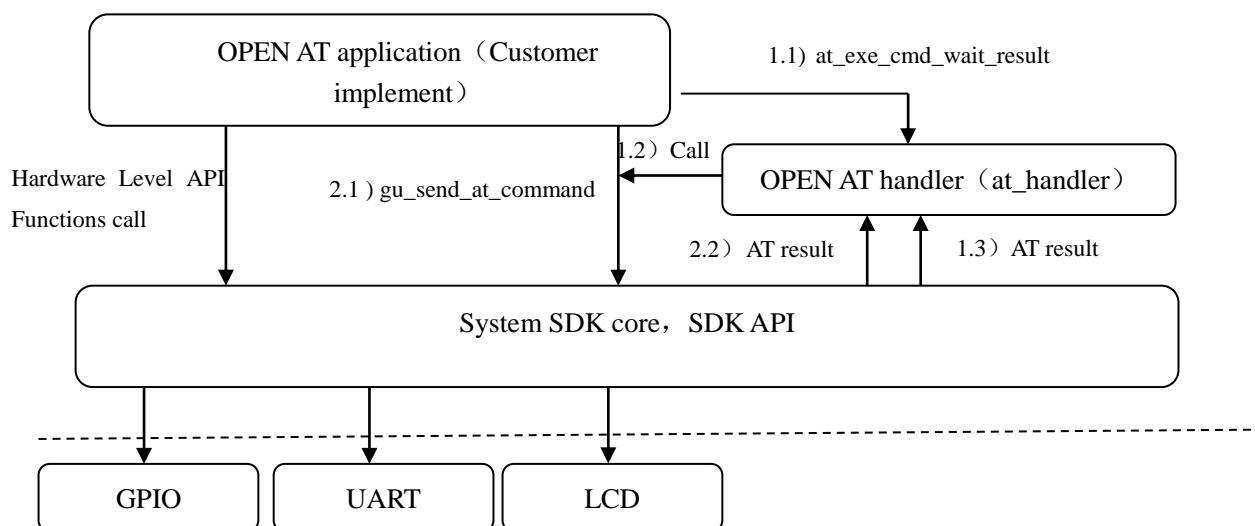 OPEN AT application（Customer
implement）
1.1) at_exe_cmd_wait_result
1.2）Call
Hardware Level API
Functions call
2.1 ) gu_send_at_command
OPEN AT handler（at_handler）
2.2）AT result
1.3）AT result
System SDK core，SDK API
GPIO
UART
LCD